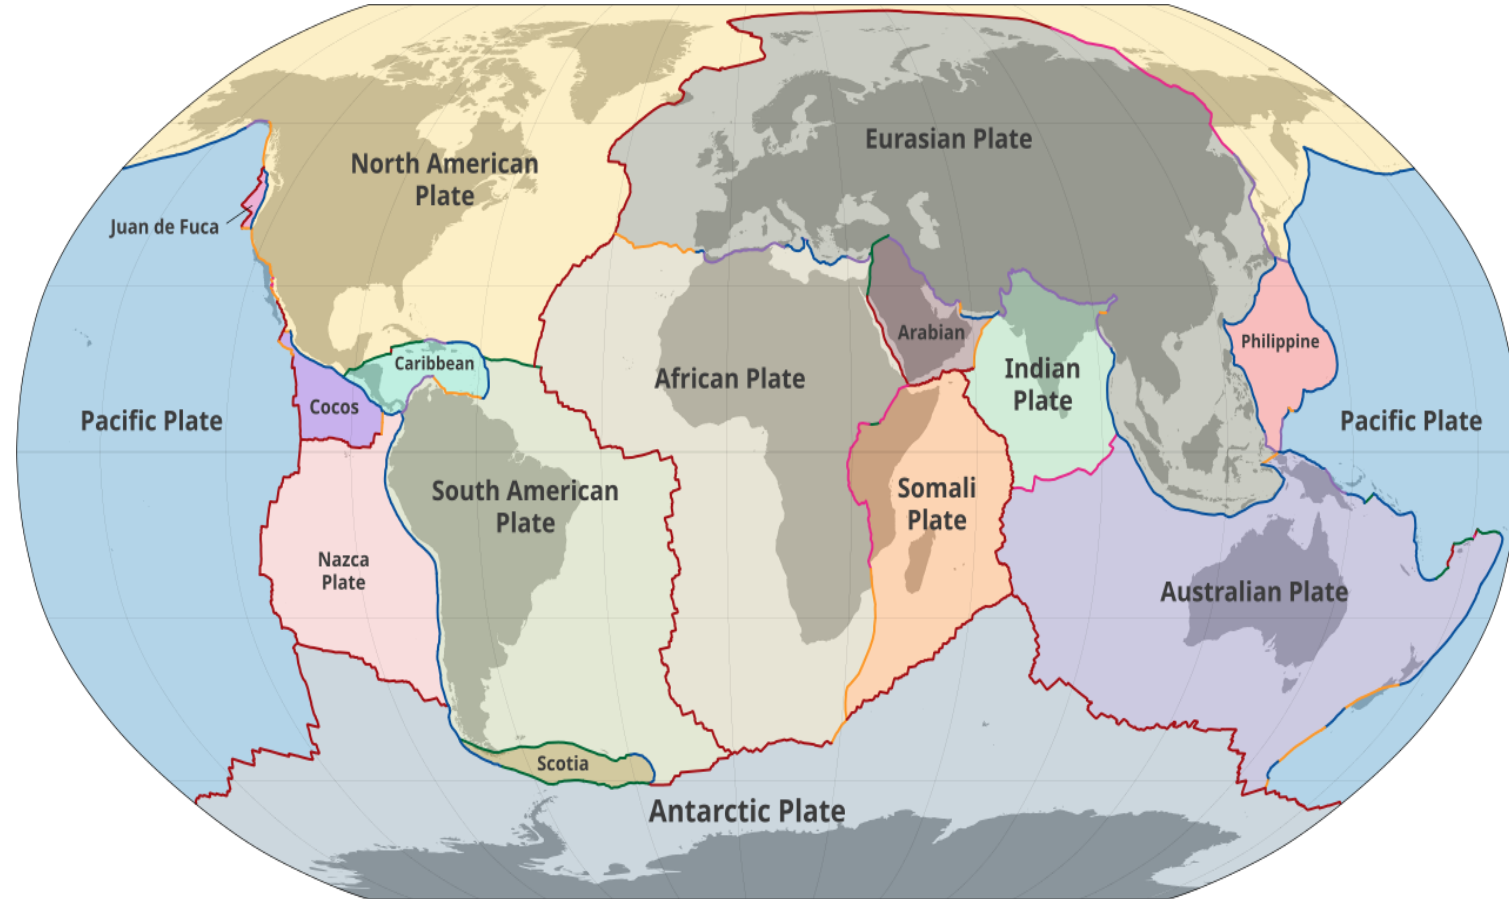 Eurasian Plate
North American
Plate
Juan de Fuca
Arabian
Philippine
Caribbean
Indian
Plate
African Plate
Cocos
Pacific Plate
Pacific Plate
South American
Plate
Somali
Plate
Nazca
Plate
Australian Plate
Scotia
Antarctic Plate